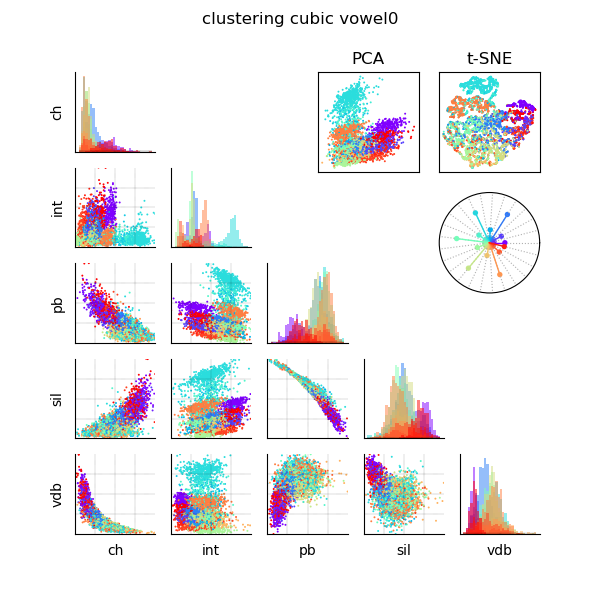 clustering cubic vowel0
PCA
t-SNE
ch
int
pb
sil
vdb
ch
int
pb
sil
vdb